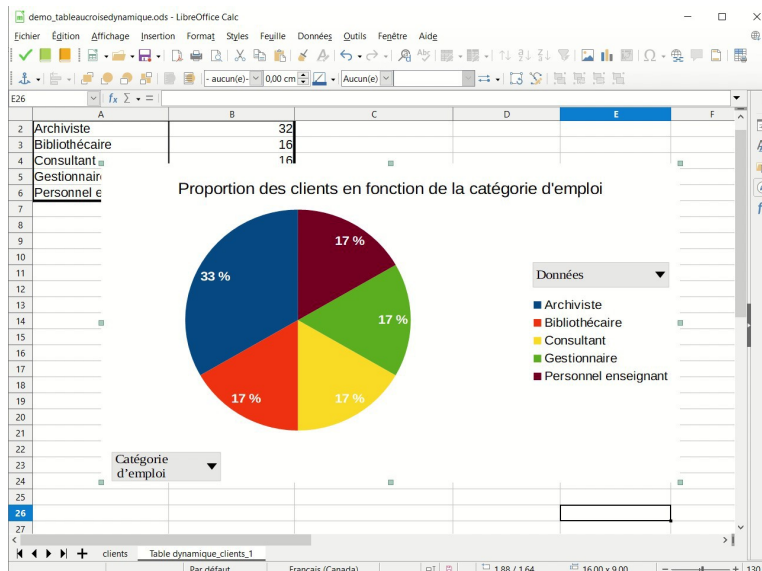 demo_tableaucroisedynamique.ods - LibreOffice Calc
Fichier Édition Affichage Insertion Format Styles Feuille Données Outils Fenêtre Aide
- aucun(e)- 0,00 cm Aucun(e)
E26
A B C D E F
2 Archiviste 32
3 Bibliothécaire 16
4 Consultant 16
5 Gestionnair
6 Personnel e
7
8
9
10
11
12
13
14
15
16
17
18
19
20
21
22
23
24
25
26
27
Proportion des clients en fonction de la catégorie d'emploi
17 %
33 %
17 %
17 %
17 %
Données
Archiviste
Bibliothécaire
Consultant
Gestionnaire
Personnel enseignant
Catégorie
d’emploi
clients Table dynamique_clients_1
Par défaut Français (Canada) 1,88 / 1,64 16,00 x 9,00 130